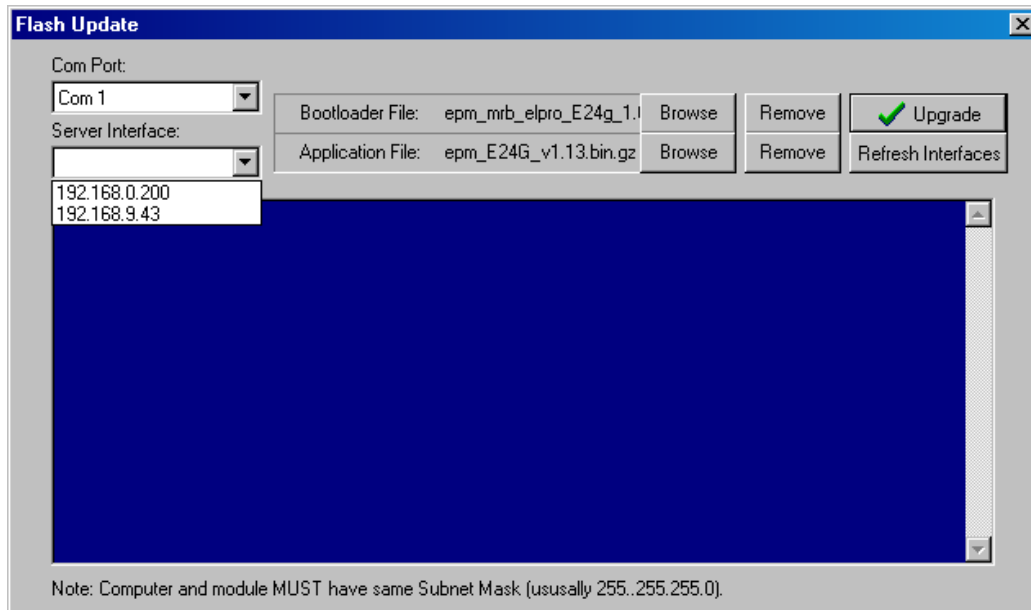 Flash Update
Com Port:
Com 1
Server Interface:
192.168.0.200
192.168.9.43
Bootloader File: epm_mrb_elpro_E24g_1. Browse Remove Upgrade
Application File: epm_E24G_v1.13.bin.gz Browse Remove Refresh Interfaces
Note: Computer and module MUST have same Subnet Mask (ususally 255..255.255.0).